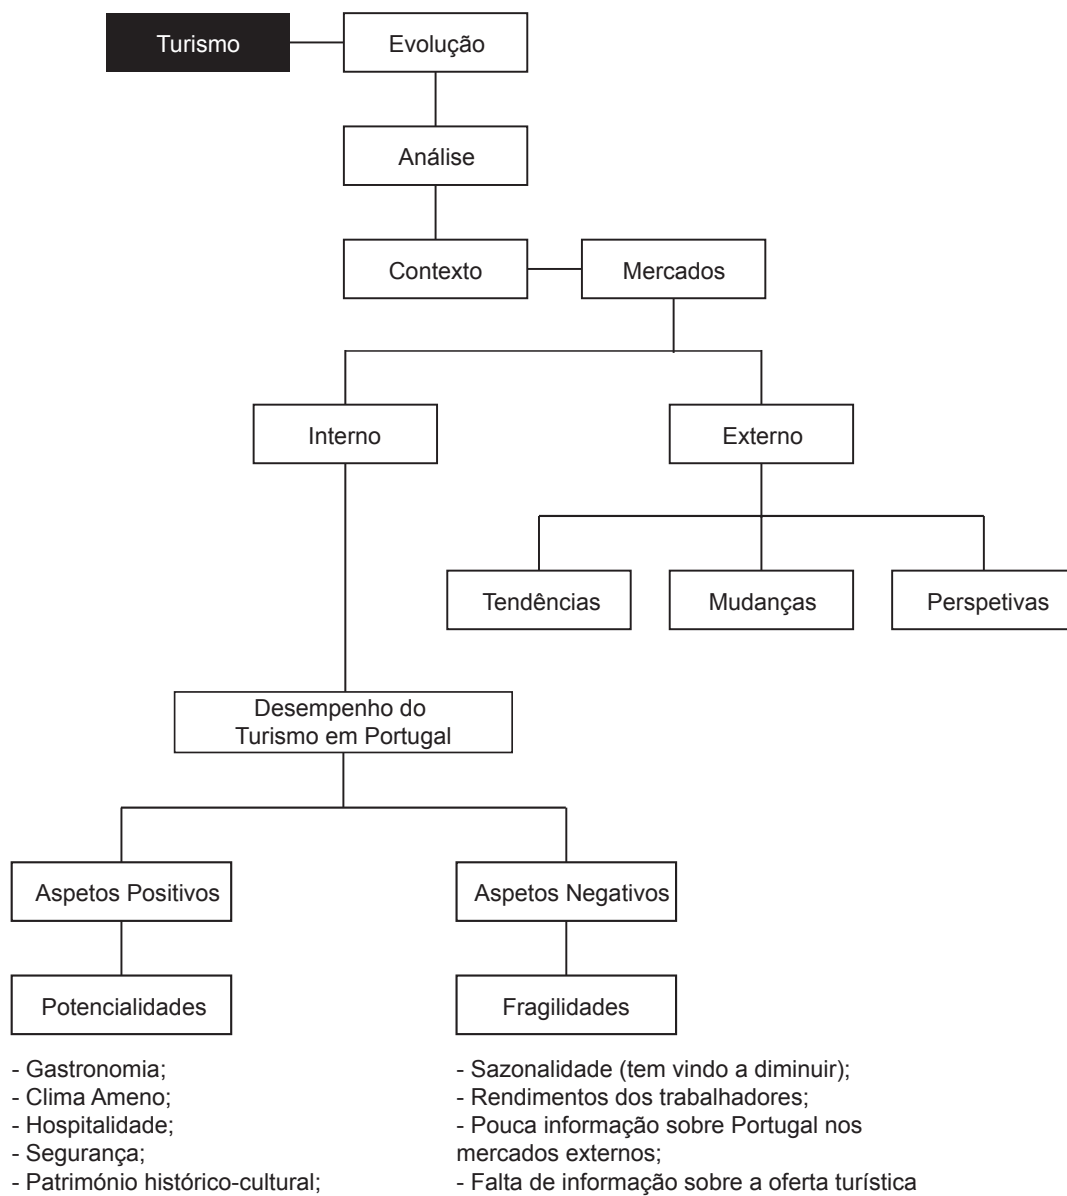 Turismo
Evolução
Análise
Contexto
Mercados
Interno
Externo
Tendências
Mudanças
Perspetivas
Desempenho do
Turismo em Portugal
Aspetos Positivos
Aspetos Negativos
Potencialidades
Fragilidades
- Gastronomia;
- Clima Ameno;
- Hospitalidade;
- Segurança;
- Património histórico-cultural;
- Sazonalidade (tem vindo a diminuir);
- Rendimentos dos trabalhadores;
- Pouca informação sobre Portugal nos
mercados externos;
- Falta de informação sobre a oferta turística